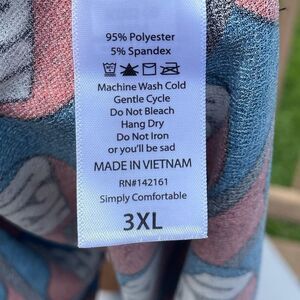 95% Polyester
5% Spandex
Machine Wash Cold
Gentle Cycle
Do Not Bleach
Hang Dry
Do Not Iron
or you'll be sad
MADE IN VIETNAM
RN#142161
Simply Comfortable
3XL